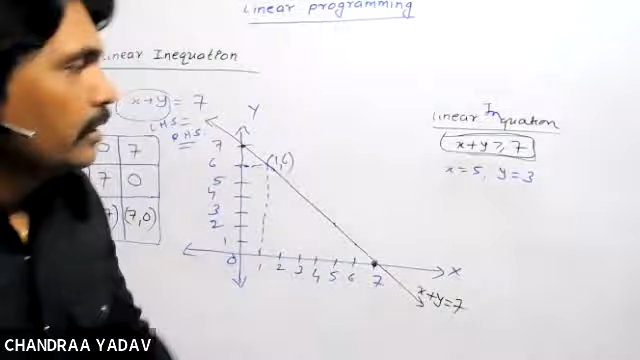 Linear programming
Linear Inequation
x+y = 7
LHS =
RHS.
0 7
7 0
7) (7,0)
Y
7
6
5
4
3
2
1
0
(1,6)
1 2 3 4 5 6 7
X
x+y=7
Linear Inquation
x+y ≥ 7
x = 5, y = 3
CHANDRAA YADAV